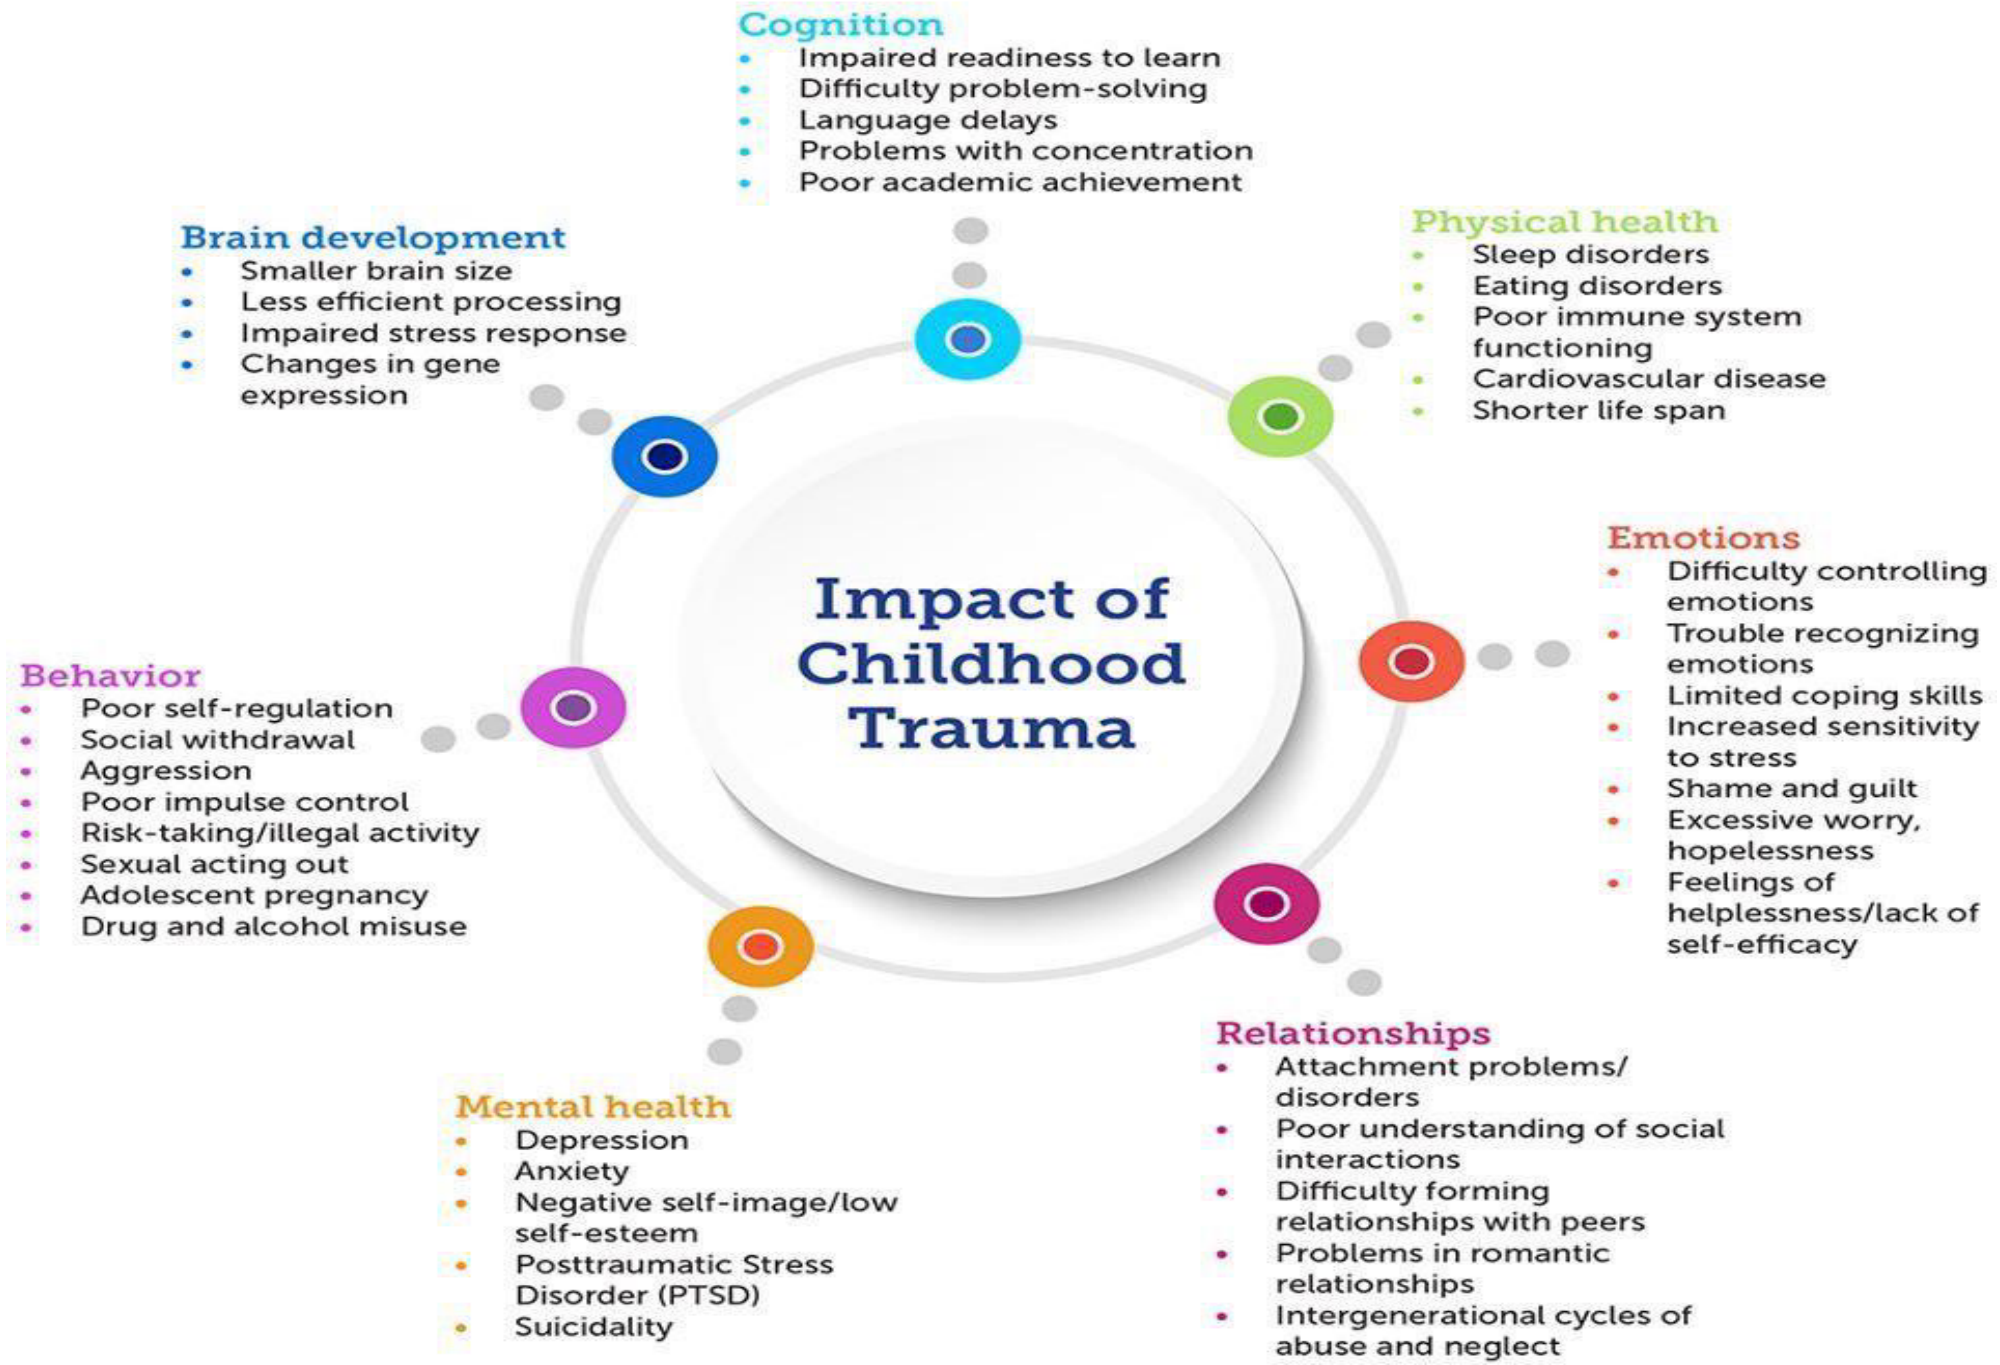 Cognition
Impaired readiness to learn
Difficulty problem-solving
Language delays
Problems with concentration
Poor academic achievement
Physical health
Sleep disorders
Eating disorders
Poor immune system
functioning
Cardiovascular disease
Shorter life span
Emotions
Difficulty controlling
emotions
Trouble recognizing
emotions
Limited coping skills
Increased sensitivity
to stress
Shame and guilt
Excessive worry,
hopelessness
Feelings of
helplessness/lack of
self-efficacy
Relationships
Attachment problems/
disorders
Poor understanding of social
interactions
Difficulty forming
relationships with peers
Problems in romantic
relationships
Intergenerational cycles of
abuse and neglect
Mental health
Depression
Anxiety
Negative self-image/low
self-esteem
Posttraumatic Stress
Disorder (PTSD)
Suicidality
Behavior
Poor self-regulation
Social withdrawal
Aggression
Poor impulse control
Risk-taking/illegal activity
Sexual acting out
Adolescent pregnancy
Drug and alcohol misuse
Brain development
Smaller brain size
Less efficient processing
Impaired stress response
Changes in gene
expression
Impact of
Childhood
Trauma